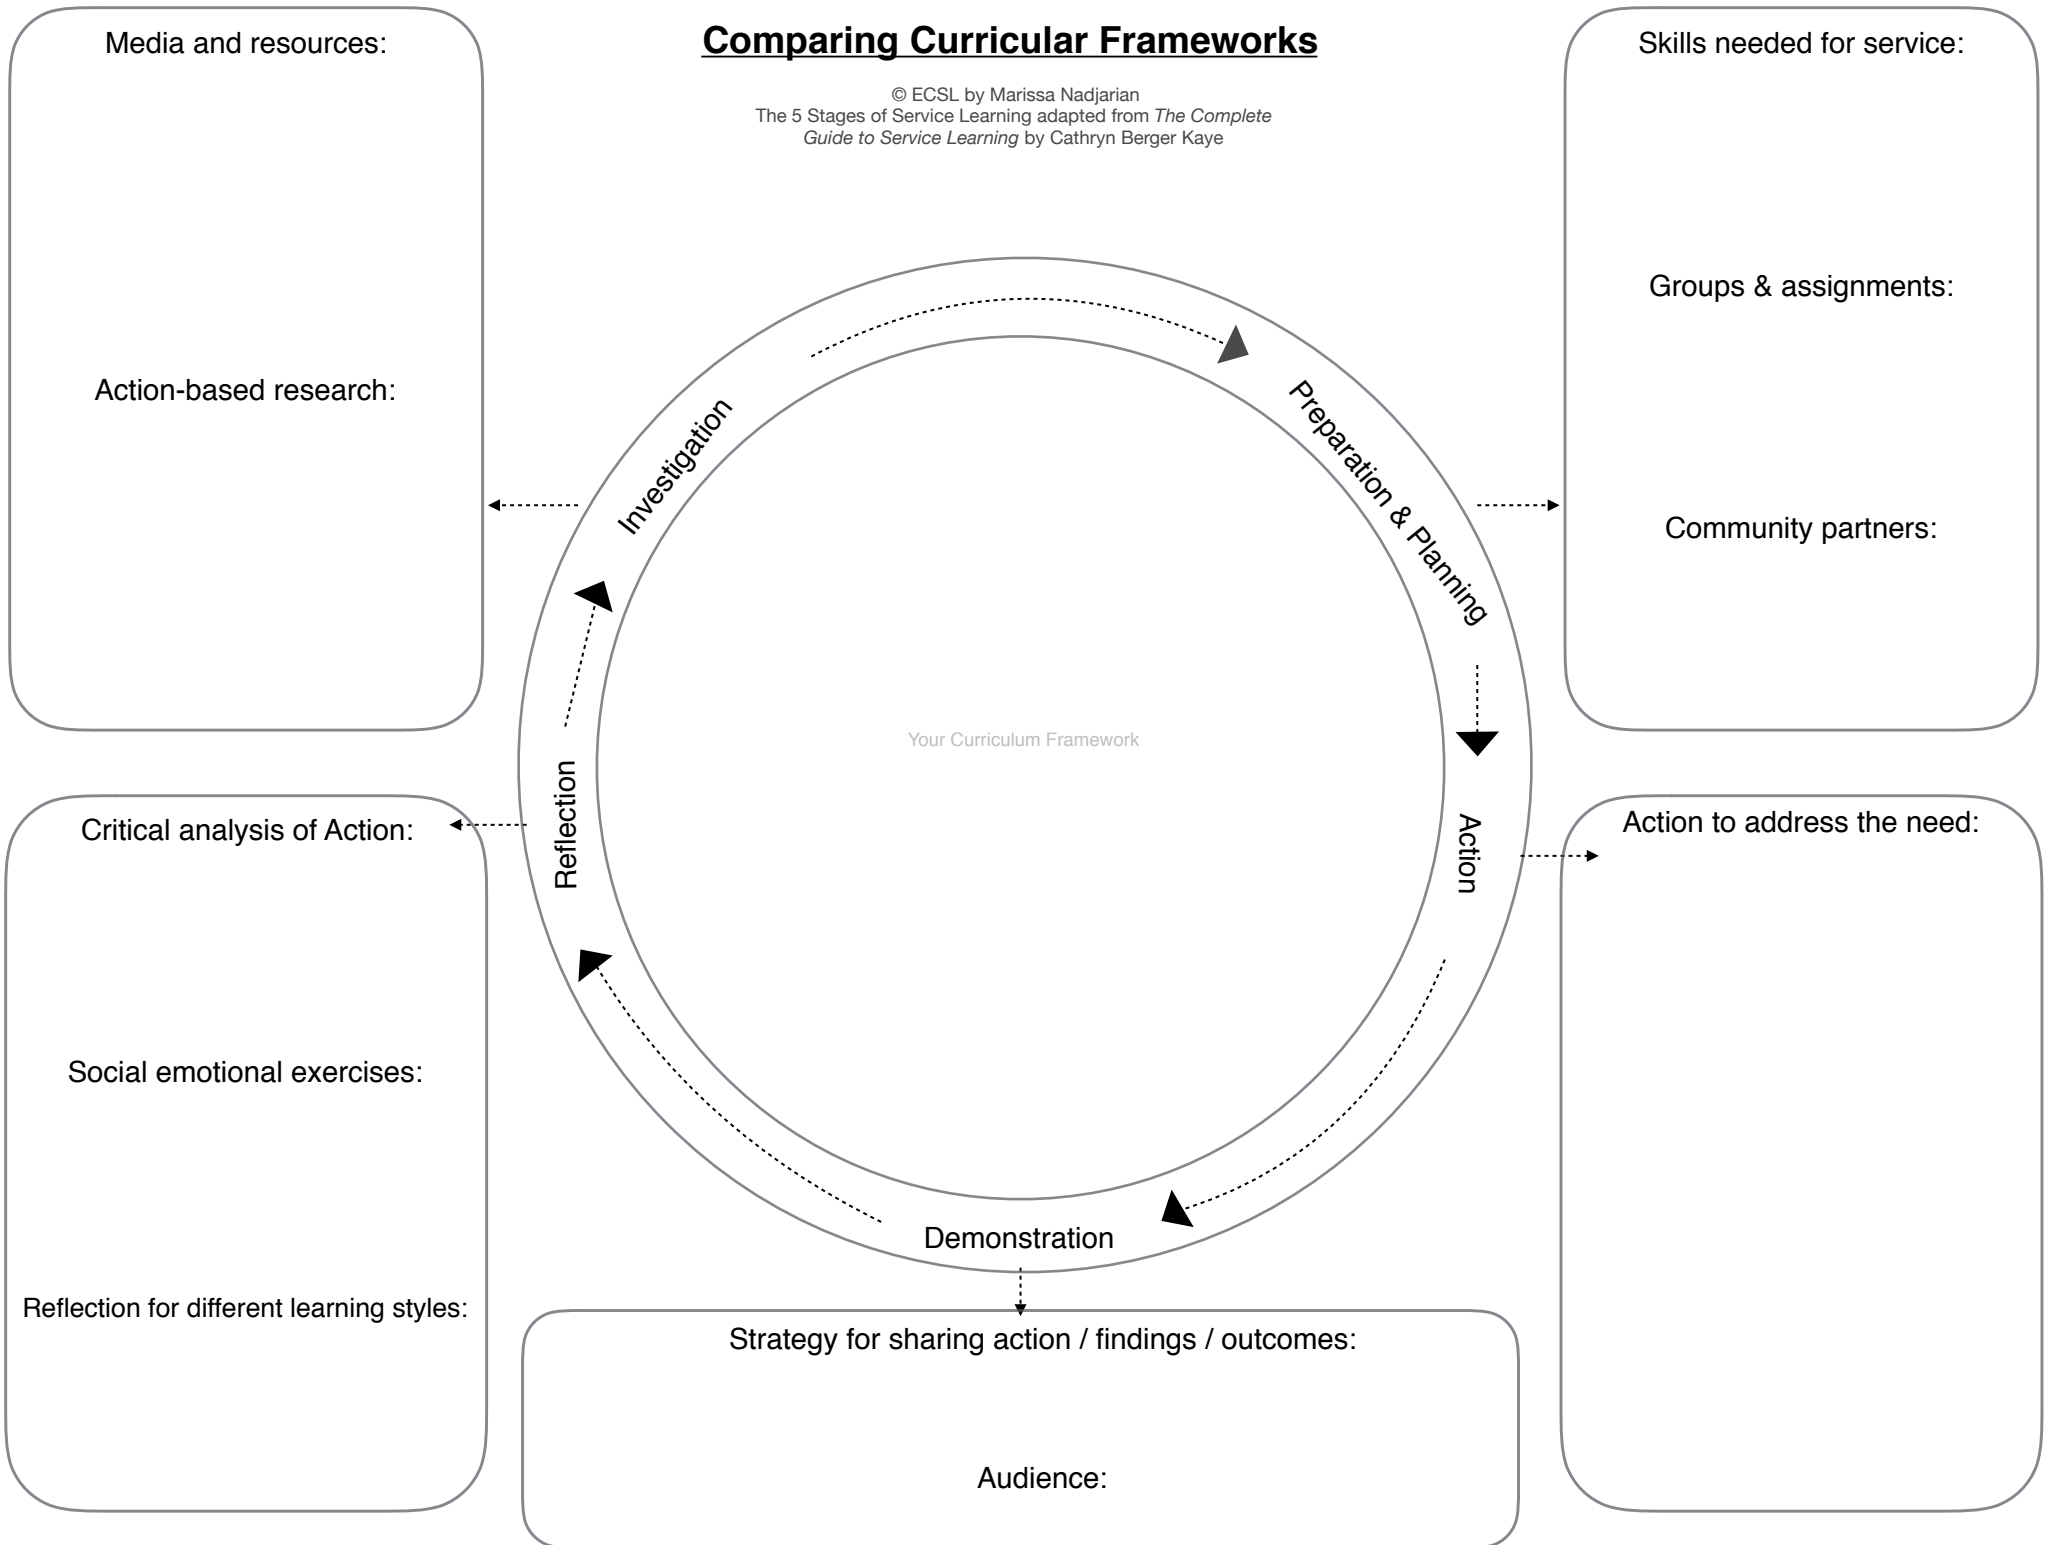 Comparing Curricular Frameworks
© ECSL by Marissa Nadjarian
The 5 Stages of Service Learning adapted from The Complete
Guide to Service Learning by Cathryn Berger Kaye
Media and resources:
Action-based research:
Skills needed for service:
Groups & assignments:
Community partners:
Investigation
Preparation & Planning
Action
Demonstration
Reflection
Your Curriculum Framework
Critical analysis of Action:
Social emotional exercises:
Reflection for different learning styles:
Action to address the need:
Strategy for sharing action / findings / outcomes:
Audience: